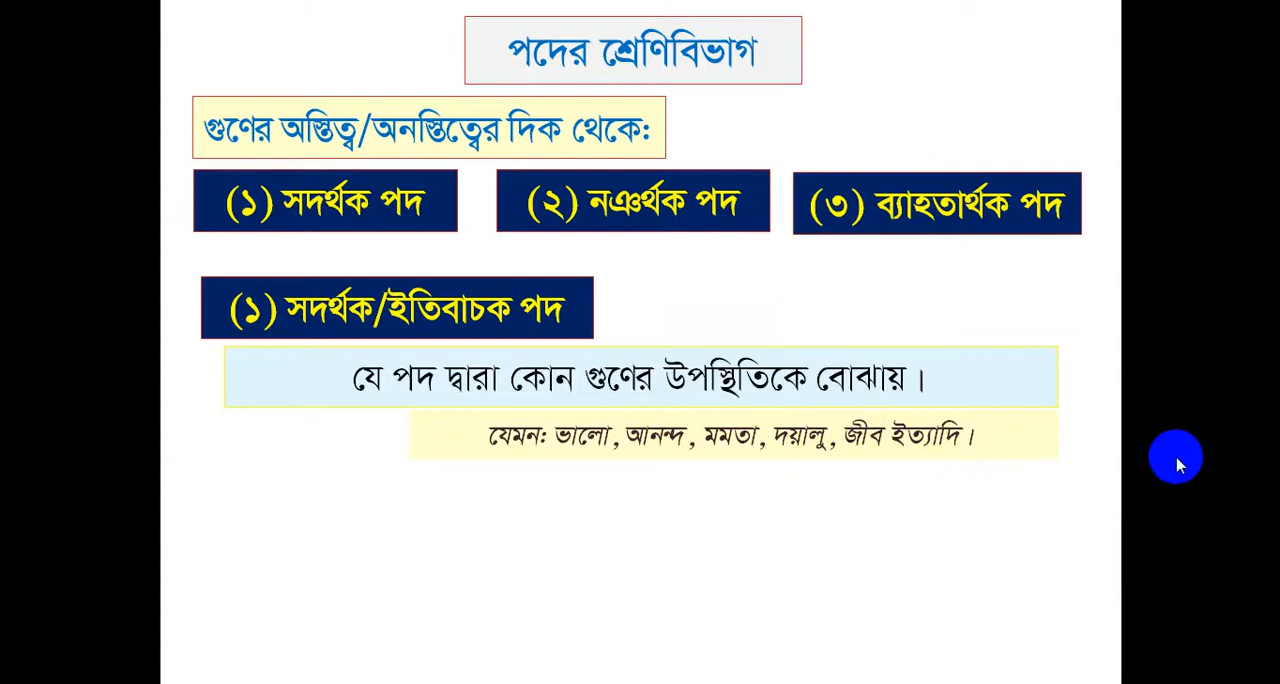 পদের শ্রেণিবিভাগ
গুণের অস্তিত্ব/অনস্তিত্বের দিক থেকে:
(১) সদর্থক পদ (২) নঞর্থক পদ (৩) ব্যাহতার্থক পদ
(১) সদর্থক/ইতিবাচক পদ
যে পদ দ্বারা কোন গুণের উপস্থিতিকে বোঝায়।
যেমন: ভালো, আনন্দ, মমতা, দয়ালু, জীব ইত্যাদি।